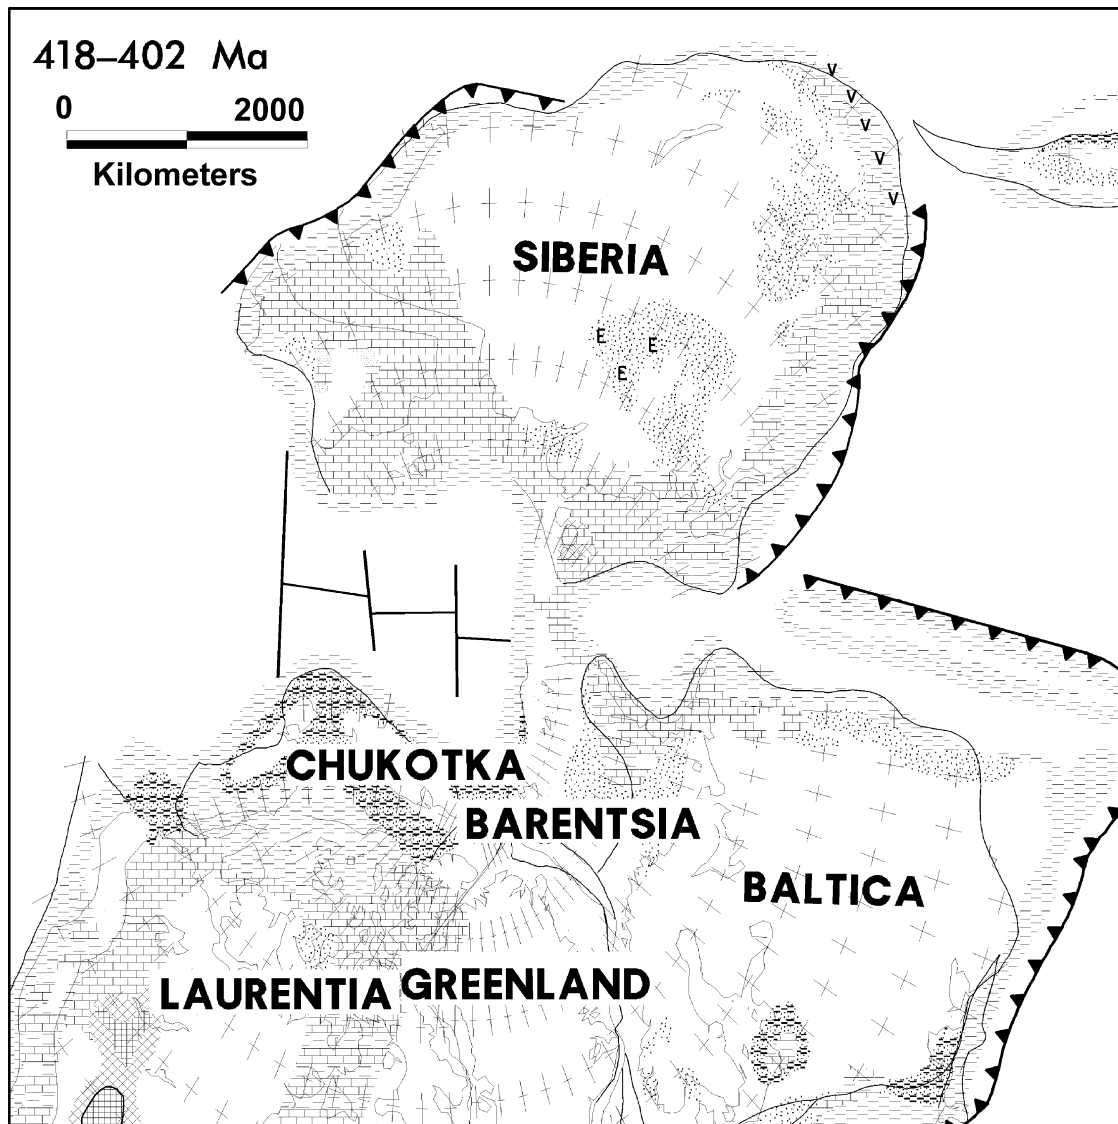 418–402 Ma
0 2000
Kilometers
V
V
V
V
V
SIBERIA
E
E
E
CHUKOTKA
BARENTSIA
BALTICA
LAURENTIA GREENLAND